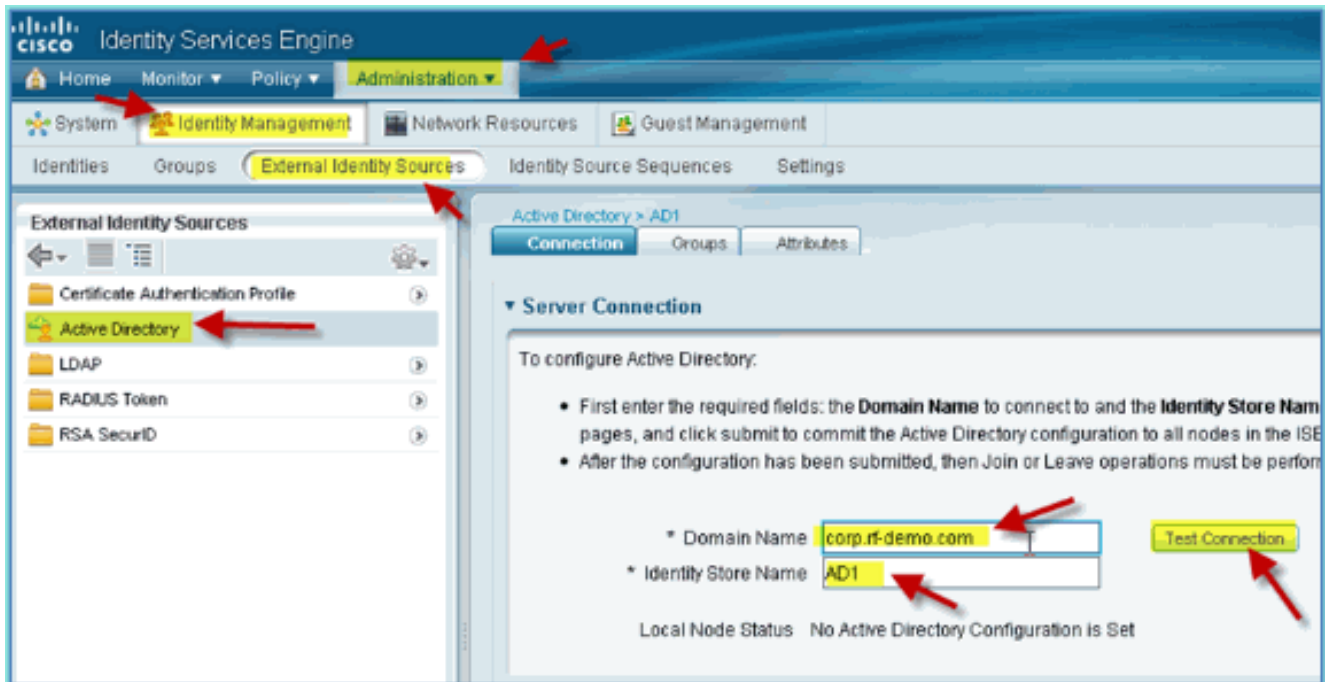 cisco Identity Services Engine
Home Monitor Policy Administration
System Identity Management Network Resources Guest Management
Identities Groups External Identity Sources Identity Source Sequences Settings
External Identity Sources
Certificate Authentication Profile
Active Directory
LDAP
RADIUS Token
RSA SecurID
Active Directory > AD1
Connection Groups Attributes
Server Connection
To configure Active Directory:
• First enter the required fields: the Domain Name to connect to and the Identity Store Nam
pages, and click submit to commit the Active Directory configuration to all nodes in the ISE
• After the configuration has been submitted, then Join or Leave operations must be perform
* Domain Name corp.rf-demo.com Test Connection
* Identity Store Name AD1
Local Node Status No Active Directory Configuration is Set